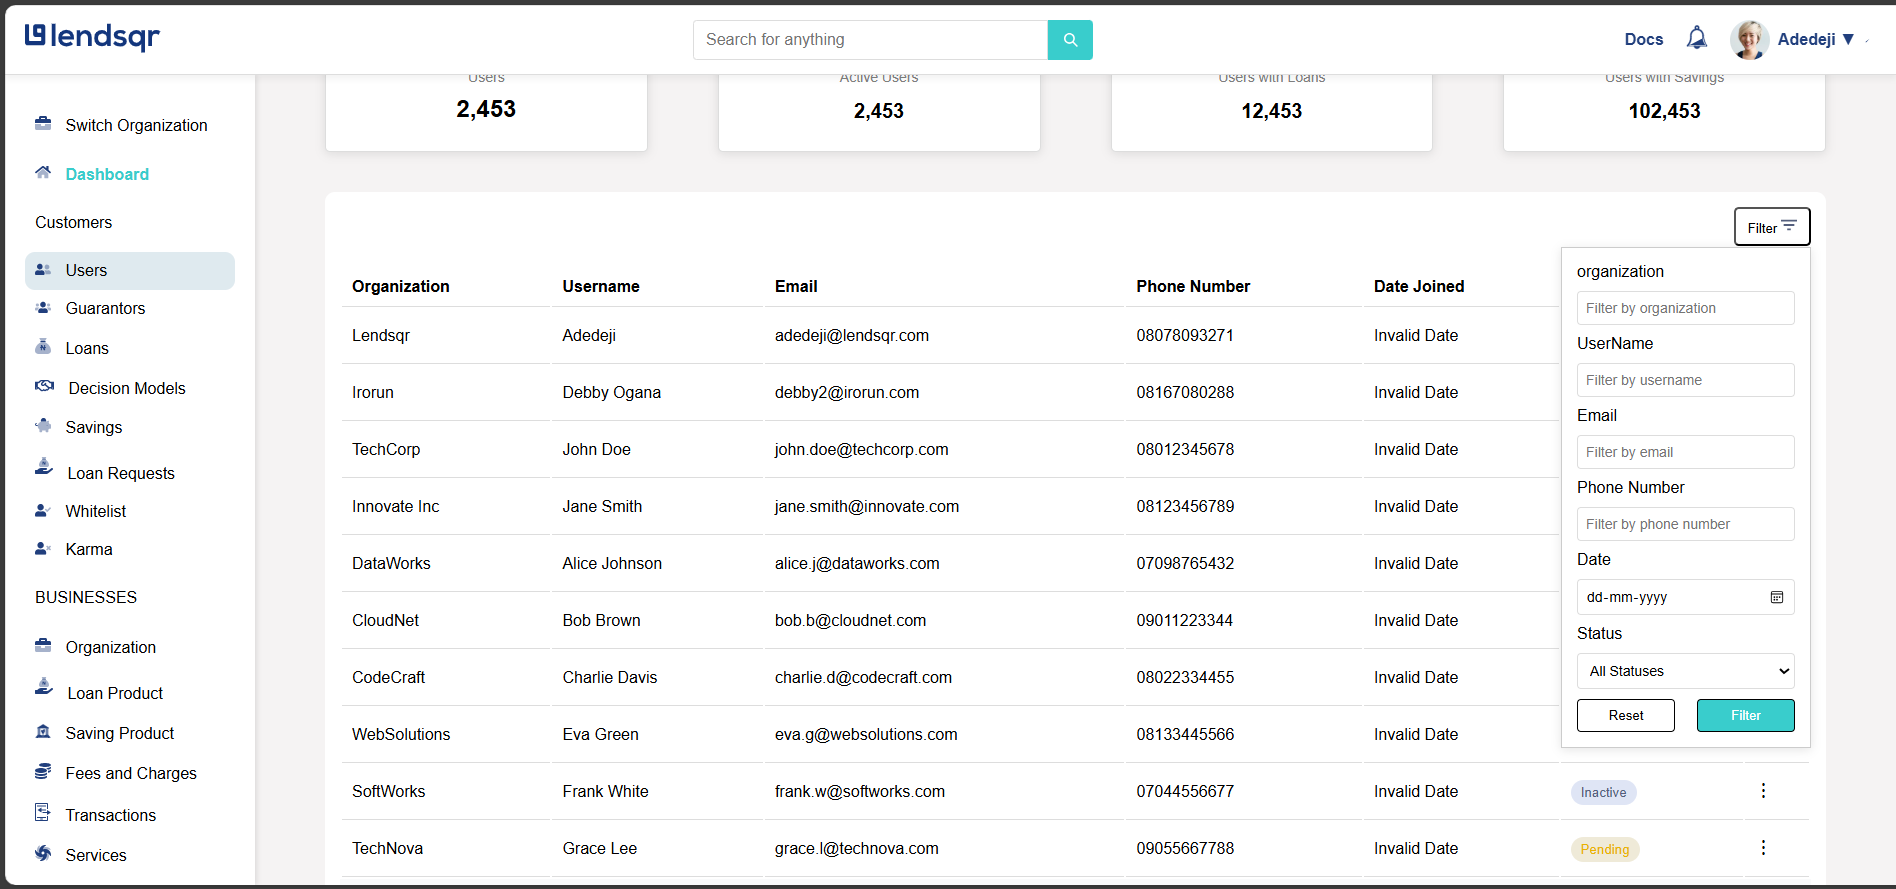 lendsqr
Search for anything
Docs
Adedeji ▼
Switch Organization
Dashboard
Customers
Users
Guarantors
Loans
Decision Models
Savings
Loan Requests
Whitelist
Karma
BUSINESSES
Organization
Loan Product
Saving Product
Fees and Charges
Transactions
Services
Users
2,453
Active Users
2,453
Users with Loans
12,453
Users with Savings
102,453
Filter
Organization Username Email Phone Number Date Joined
Lendsqr Adedeji adedeji@lendsqr.com 08078093271 Invalid Date
Irorun Debby Ogana debby2@irorun.com 08167080288 Invalid Date
TechCorp John Doe john.doe@techcorp.com 08012345678 Invalid Date
Innovate Inc Jane Smith jane.smith@innovate.com 08123456789 Invalid Date
DataWorks Alice Johnson alice.j@dataworks.com 07098765432 Invalid Date
CloudNet Bob Brown bob.b@cloudnet.com 09011223344 Invalid Date
CodeCraft Charlie Davis charlie.d@codecraft.com 08022334455 Invalid Date
WebSolutions Eva Green eva.g@websolutions.com 08133445566 Invalid Date
SoftWorks Frank White frank.w@softworks.com 07044556677 Invalid Date Inactive
TechNova Grace Lee grace.l@technova.com 09055667788 Invalid Date Pending
organization
Filter by organization
UserName
Filter by username
Email
Filter by email
Phone Number
Filter by phone number
Date
dd-mm-yyyy
Status
All Statuses
Reset Filter